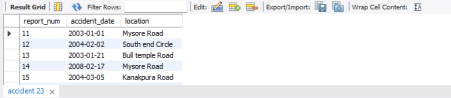 Result Grid Filter Rows: Edit: Export/Import: Wrap Cell Content:
report_num accident_date location
11 2003-01-01 Mysore Road
12 2004-02-02 South end Circle
13 2003-01-21 Bull temple Road
14 2008-02-17 Mysore Road
15 2004-03-05 Kanakpura Road
accident 23 ×